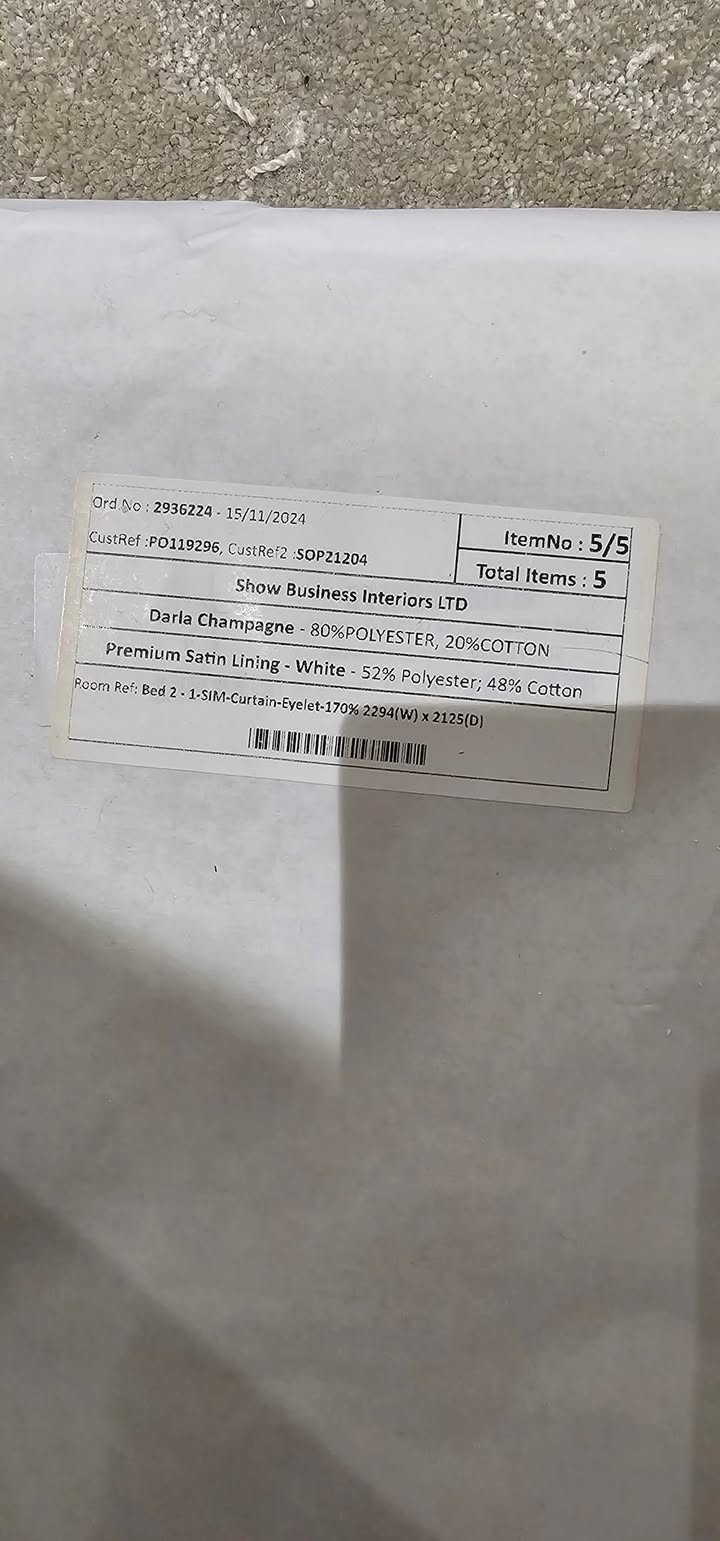 Ord.No : 2936224 - 15/11/2024
CustRef :PO119296, CustRef2 :SOP21204
ItemNo : 5/5
Total Items : 5
Show Business Interiors LTD
Darla Champagne - 80%POLYESTER, 20%COTTON
Premium Satin Lining - White - 52% Polyester; 48% Cotton
Room Ref: Bed 2 - 1-SIM-Curtain-Eyelet-170% 2294(W) x 2125(D)